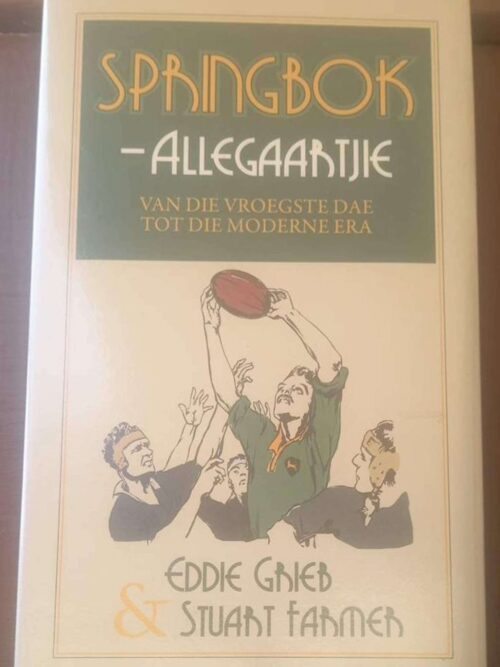 SPRINGBOK
–ALLEGAARTJIE
VAN DIE VROEGSTE DAE
TOT DIE MODERNE ERA
EDDIE GRIEB
& STUART FARMER